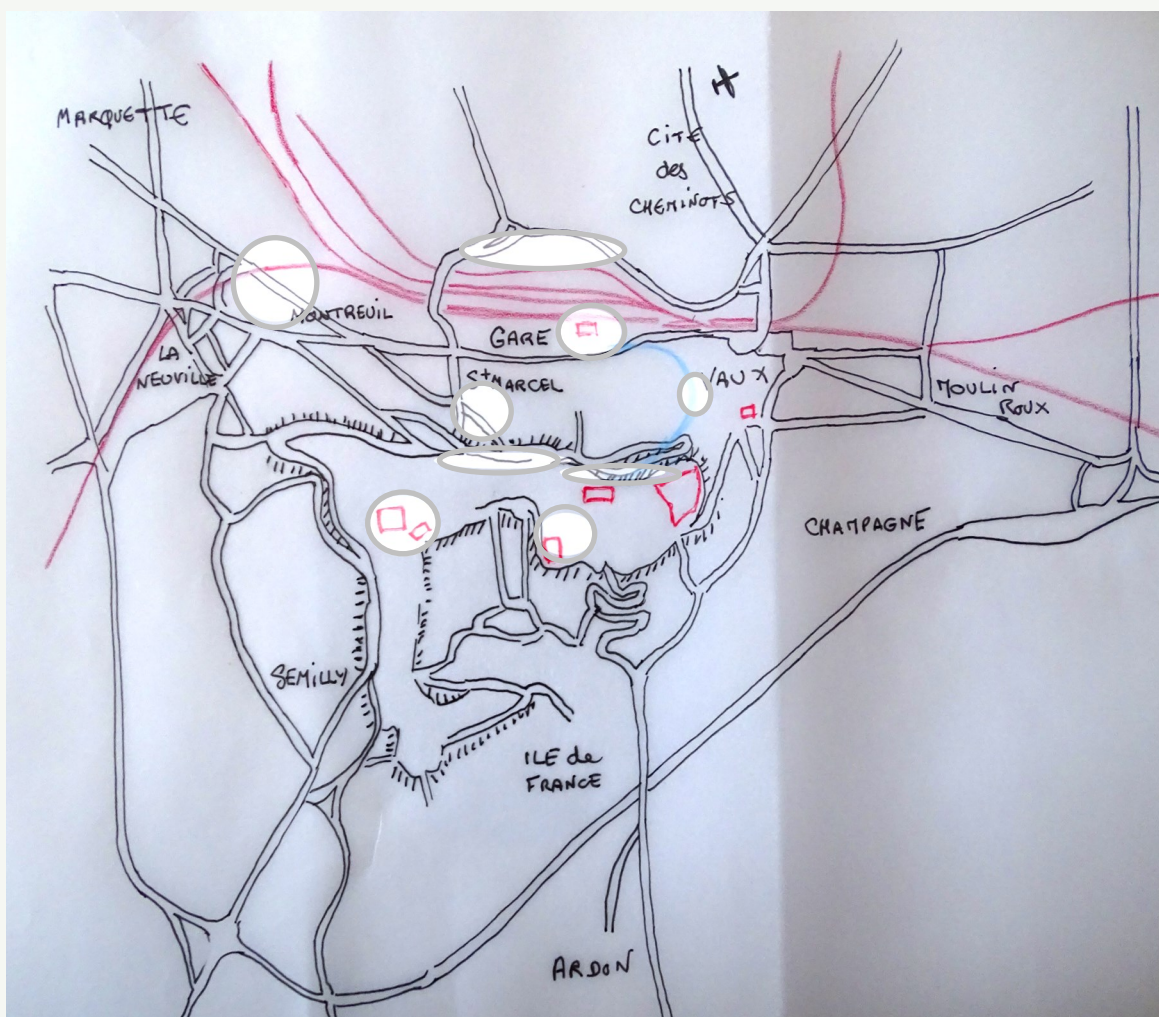 MARQUETTE
CITE
des
CHEMINOTS
MONTREUIL
GARE
LA
NEUVILLE
St MARCEL
VAUX
MOULIN
ROUX
CHAMPAGNE
SEMILLY
ILE de
FRANCE
ARDON